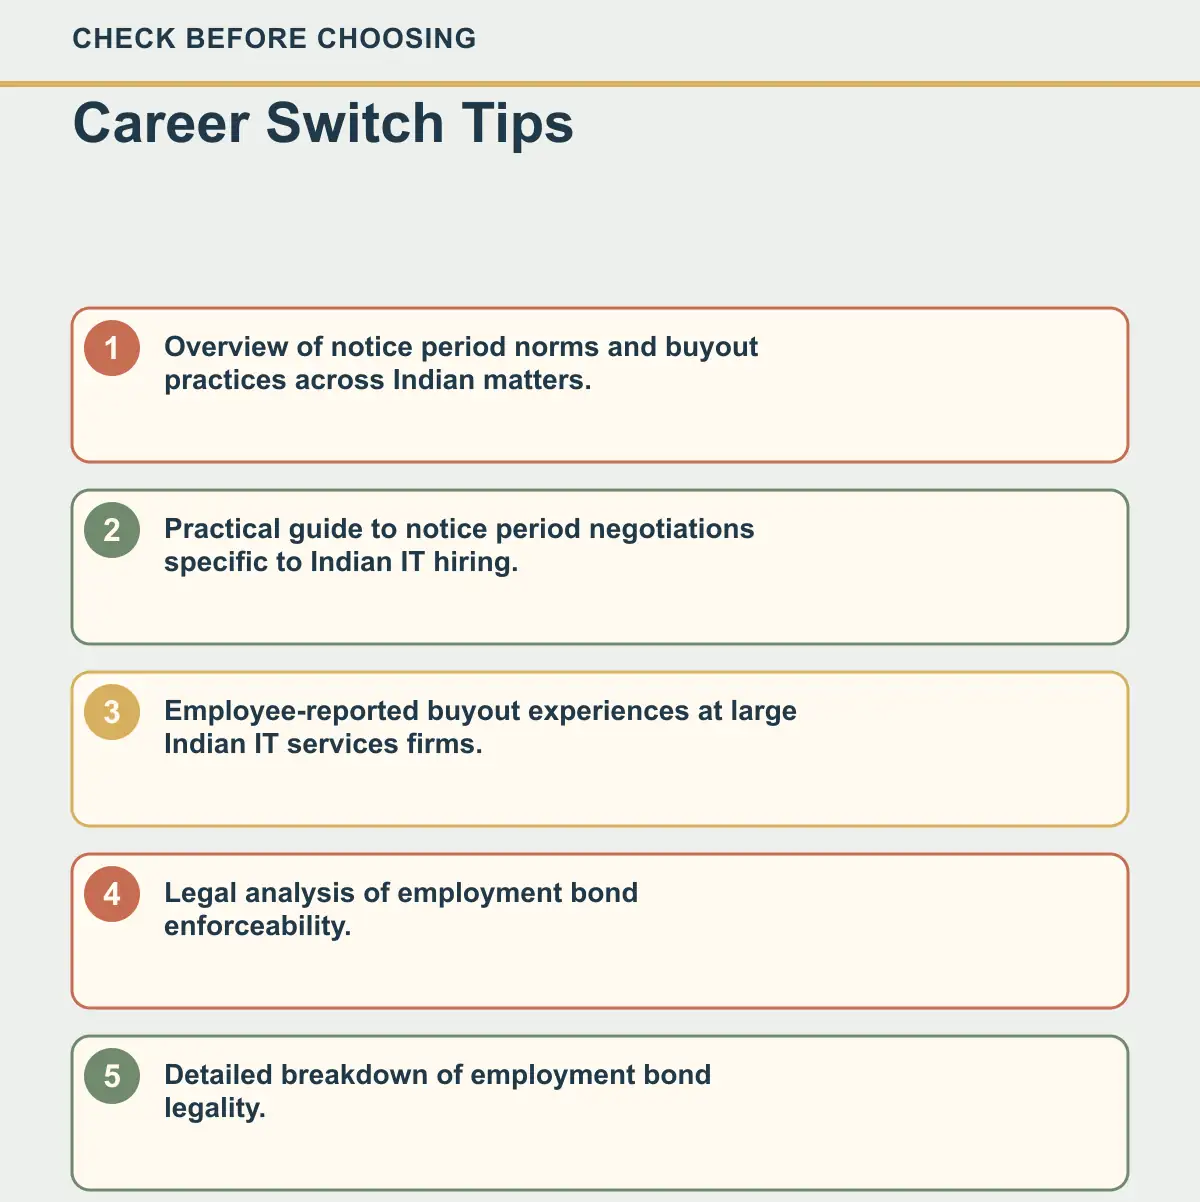 CHECK BEFORE CHOOSING
Career Switch Tips
1
Overview of notice period norms and buyout
practices across Indian matters.
2
Practical guide to notice period negotiations
specific to Indian IT hiring.
3
Employee-reported buyout experiences at large
Indian IT services firms.
4
Legal analysis of employment bond
enforceability.
5
Detailed breakdown of employment bond
legality.